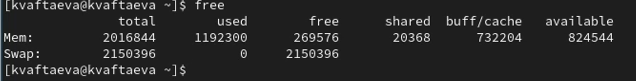 [kvaftaeva@kvaftaeva ~]$ free
total used free shared buff/cache available
Mem: 2016844 1192300 269576 20368 732204 824544
Swap: 2150396 0 2150396
[kvaftaeva@kvaftaeva ~]$